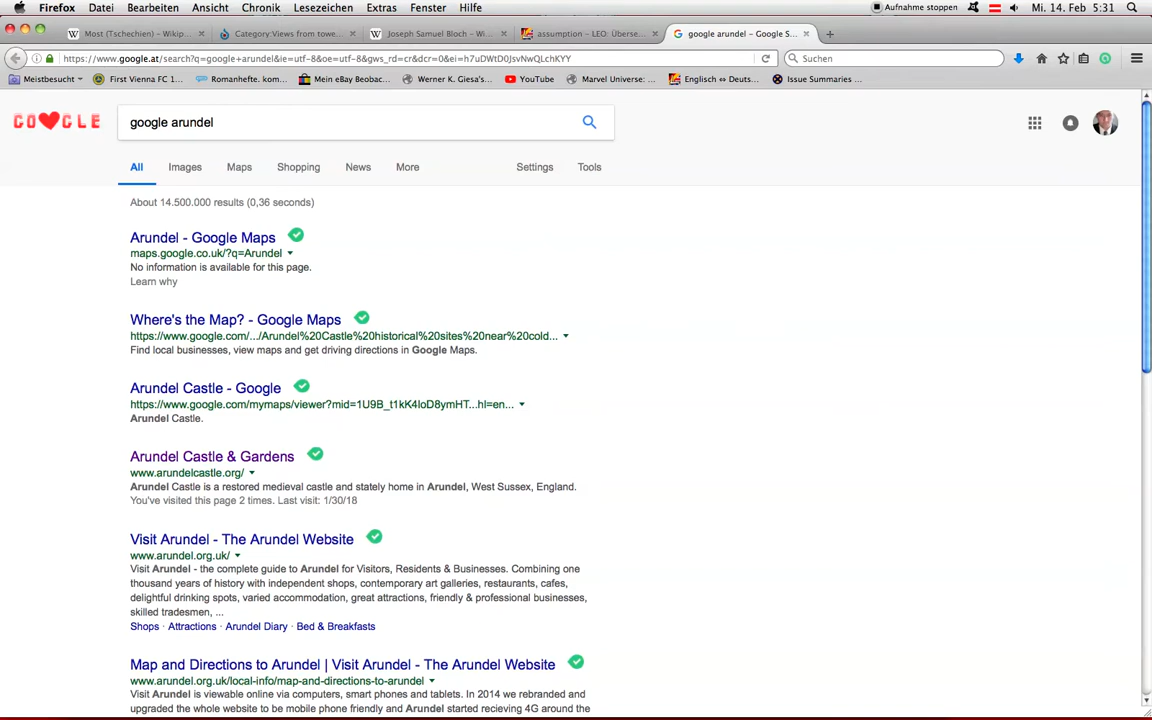 Firefox Datei Bearbeiten Ansicht Chronik Lesezeichen Extras Fenster Hilfe Aufnahme stoppen Mi. 14. Feb 5:31
Most (Tschechien) – Wikip... Category:Views from towe... Joseph Samuel Bloch – W... assumption – LEO: Überse... google arundel – Google S...
https://www.google.at/search?q=google+arundel&ie=utf-8&oe=utf-8&gws_rd=cr&dcr=0&ei=h7uDWtD0JsvNwQLchKYY Suchen
Meistbesucht First Vienna FC 1... Romanhefte. kom... Mein eBay Beobac... Werner K. Giesa'... YouTube Marvel Universe: ... Englisch ⇔ Deuts... Issue Summaries ...
google arundel
All Images Maps Shopping News More Settings Tools
About 14.500.000 results (0,36 seconds)
Arundel - Google Maps
maps.google.co.uk/?q=Arundel
No information is available for this page.
Learn why
Where's the Map? - Google Maps
https://www.google.com/.../Arundel%20Castle%20historical%20sites%20near%20cold...
Find local businesses, view maps and get driving directions in Google Maps.
Arundel Castle - Google
https://www.google.com/mymaps/viewer?mid=1U9B_t1kK4loD8ymHT...hl=en...
Arundel Castle.
Arundel Castle & Gardens
www.arundelcastle.org/
Arundel Castle is a restored medieval castle and stately home in Arundel, West Sussex, England.
You've visited this page 2 times. Last visit: 1/30/18
Visit Arundel - The Arundel Website
www.arundel.org.uk/
Visit Arundel - the complete guide to Arundel for Visitors, Residents & Businesses. Combining one
thousand years of history with independent shops, contemporary art galleries, restaurants, cafes,
delightful drinking spots, varied accommodation, great attractions, friendly & professional businesses,
skilled tradesmen, ...
Shops · Attractions · Arundel Diary · Bed & Breakfasts
Map and Directions to Arundel | Visit Arundel - The Arundel Website
www.arundel.org.uk/local-info/map-and-directions-to-arundel
Visit Arundel is viewable online via computers, smart phones and tablets. In 2014 we rebranded and
upgraded the whole website to be mobile phone friendly and Arundel started recieving 4G around the